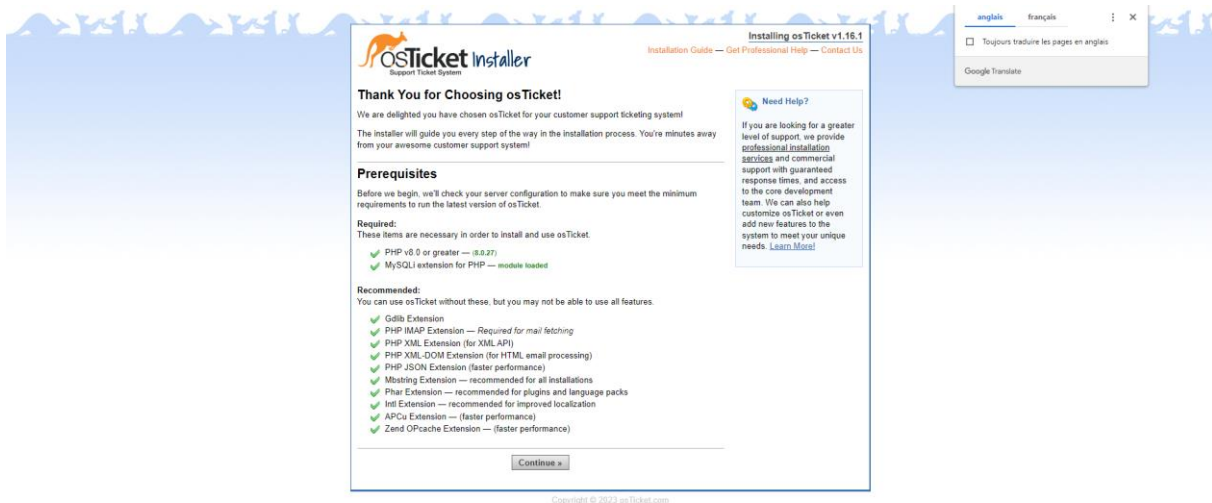 osTicket Installer
Support Ticket System
Installing osTicket v1.16.1
Installation Guide — Get Professional Help — Contact Us
Thank You for Choosing osTicket!
We are delighted you have chosen osTicket for your customer support ticketing system!
The installer will guide you every step of the way in the installation process. You're minutes away
from your awesome customer support system!
Prerequisites
Before we begin, we'll check your server configuration to make sure you meet the minimum
requirements to run the latest version of osTicket.
Required:
These items are necessary in order to install and use osTicket.
PHP v8.0 or greater — (8.0.27)
MySQLi extension for PHP — module loaded
Recommended:
You can use osTicket without these, but you may not be able to use all features.
Gdlib Extension
PHP IMAP Extension — Required for mail fetching
PHP XML Extension (for XML API)
PHP XML-DOM Extension (for HTML email processing)
PHP JSON Extension (faster performance)
Mbstring Extension — recommended for all installations
Phar Extension — recommended for plugins and language packs
Intl Extension — recommended for improved localization
APCu Extension — (faster performance)
Zend OPcache Extension — (faster performance)
Continue »
Need Help?
If you are looking for a greater
level of support, we provide
professional installation
services and commercial
support with guaranteed
response times, and access
to the core development
team. We can also help
customize osTicket or even
add new features to the
system to meet your unique
needs. Learn More!
Copyright © 2023 osTicket.com
anglais français
Toujours traduire les pages en anglais
Google Translate